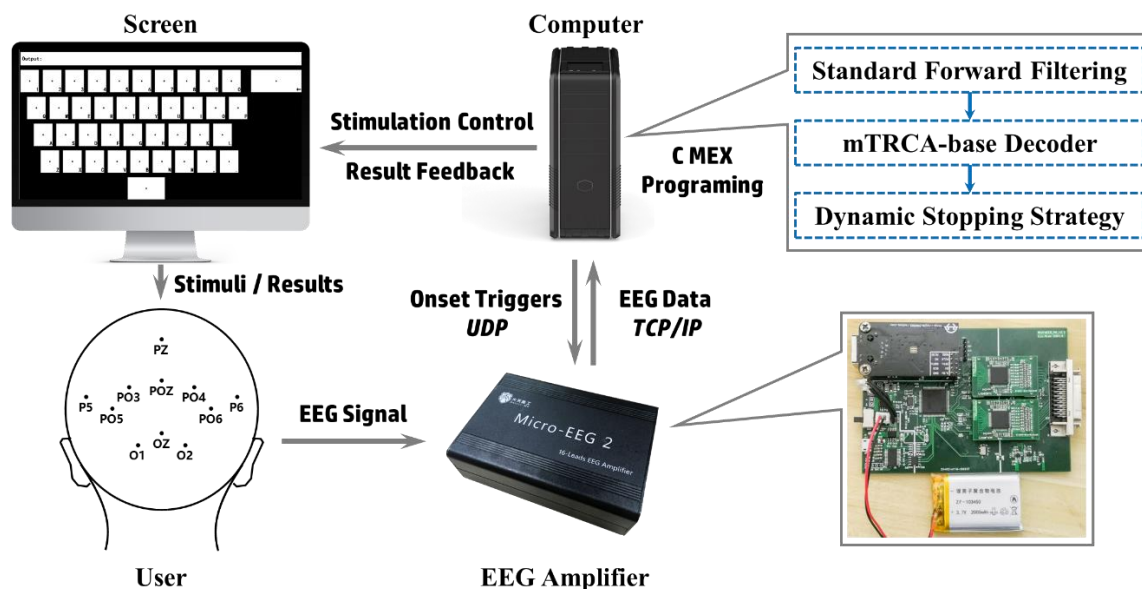 Screen
Computer
Output:
Standard Forward Filtering
mTRCA-base Decoder
Dynamic Stopping Strategy
Stimulation Control
Result Feedback
C MEX
Programing
Stimuli / Results
Onset Triggers
UDP
EEG Data
TCP/IP
PZ
POZ
PO3
PO4
P5
P6
PO5
PO6
OZ
O1
O2
EEG Signal
Micro-EEG 2
16-Leads EEG Amplifier
User
EEG Amplifier